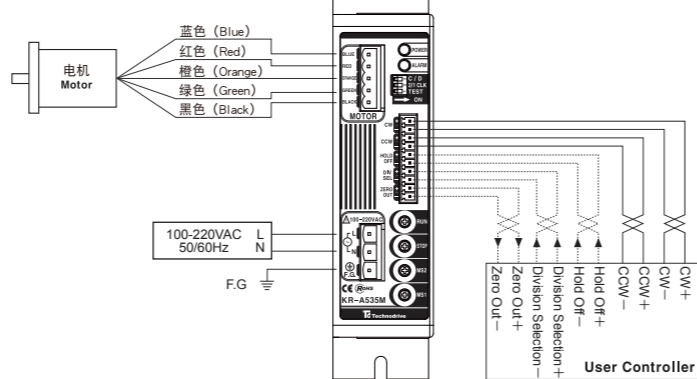 蓝色（Blue）
红色（Red）
橙色（Orange）
绿色（Green）
黑色（Black）
电机
Motor
BLUE
RED
ORANGE
GREEN
BLACK
MOTOR
POWER
ALARM
C / D
2/1 CLK
TEST
ON
CW
CCW
HOLD
OFF
DIV
SEL
ZERO
OUT
100-220VAC L
50/60Hz N
F.G
100-220VAC
L
N
F.G.
RUN
STOP
MS2
MS1
CE RoHS
KR-A535M
Technodrive
Zero Out－
Zero Out＋
Division Selection－
Division Selection＋
Hold Off－
Hold Off＋
CCW－
CCW＋
CW－
CW＋
User Controller